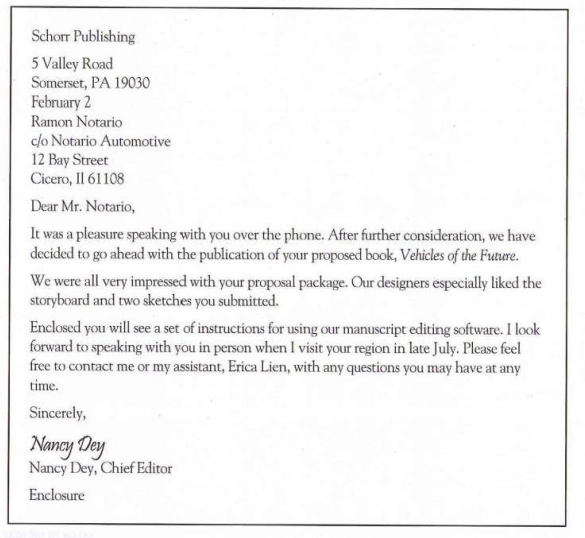 Schorr Publishing
5 Valley Road
Somerset, PA 19030
February 2
Ramon Notario
c/o Notario Automotive
12 Bay Street
Cicero, Il 61108
Dear Mr. Notario,
It was a pleasure speaking with you over the phone. After further consideration, we have
decided to go ahead with the publication of your proposed book, Vehicles of the Future.
We were all very impressed with your proposal package. Our designers especially liked the
storyboard and two sketches you submitted.
Enclosed you will see a set of instructions for using our manuscript editing software. I look
forward to speaking with you in person when I visit your region in late July. Please feel
free to contact me or my assistant, Erica Lien, with any questions you may have at any
time.
Sincerely,
Nancy Dey
Nancy Dey, Chief Editor
Enclosure